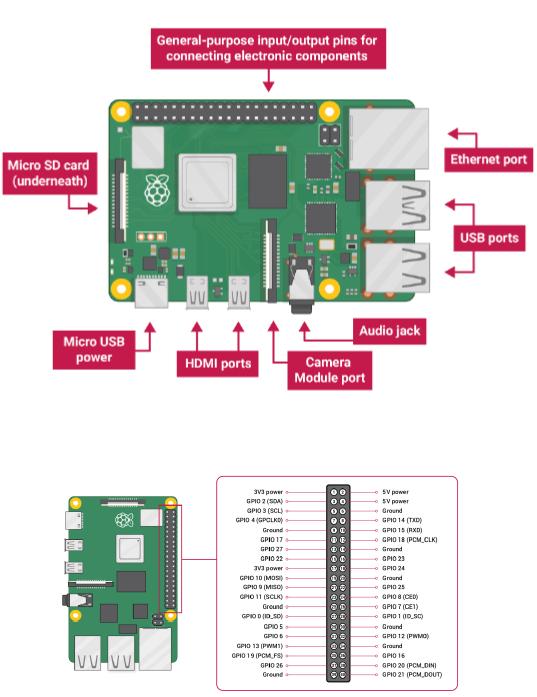 General-purpose input/output pins for
connecting electronic components
Ethernet port
Micro SD card
(underneath)
USB ports
Audio jack
Micro USB
power
HDMI ports
Camera
Module port
3V3 power 1 2 5V power
GPIO 2 (SDA) 3 4 5V power
GPIO 3 (SCL) 5 6 Ground
GPIO 4 (GPCLK0) 7 8 GPIO 14 (TXD)
Ground 9 10 GPIO 15 (RXD)
GPIO 17 11 12 GPIO 18 (PCM_CLK)
GPIO 27 13 14 Ground
GPIO 22 15 16 GPIO 23
3V3 power 17 18 GPIO 24
GPIO 10 (MOSI) 19 20 Ground
GPIO 9 (MISO) 21 22 GPIO 25
GPIO 11 (SCLK) 23 24 GPIO 8 (CE0)
Ground 25 26 GPIO 7 (CE1)
GPIO 0 (ID_SD) 27 28 GPIO 1 (ID_SC)
GPIO 5 29 30 Ground
GPIO 6 31 32 GPIO 12 (PWM0)
GPIO 13 (PWM1) 33 34 Ground
GPIO 19 (PCM_FS) 35 36 GPIO 16
GPIO 26 37 38 GPIO 20 (PCM_DIN)
Ground 39 40 GPIO 21 (PCM_DOUT)